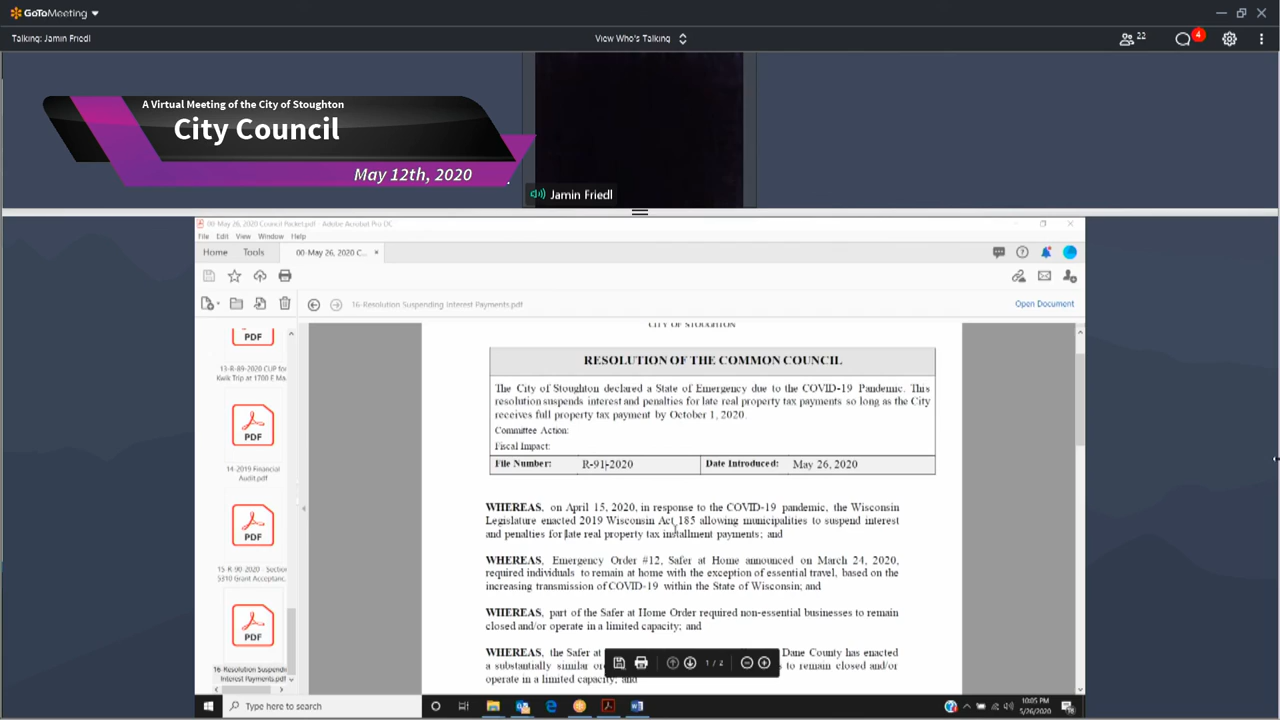 GoToMeeting
Talking: Jamin Friedl
View Who's Talking
22
4
A Virtual Meeting of the City of Stoughton
City Council
May 12th, 2020
Jamin Friedl
00-May 26, 2020 Council Packet.pdf - Adobe Acrobat Pro DC
File Edit View Window Help
Home Tools 00-May 26, 2020 C... ×
16-Resolution Suspending Interest Payments.pdf
Open Document
PDF
13-R-89-2020 CUP for
Kwik Trip at 1700 E Ma...
PDF
14-2019 Financial
Audit.pdf
PDF
15-R-90-2020 - Section
5310 Grant Acceptanc...
PDF
16-Resolution Suspending
Interest Payments.pdf
CITY OF STOUGHTON
RESOLUTION OF THE COMMON COUNCIL
The City of Stoughton declared a State of Emergency due to the COVID-19 Pandemic. This
resolution suspends interest and penalties for late real property tax payments so long as the City
receives full property tax payment by October 1, 2020.
Committee Action:
Fiscal Impact:
File Number: R-91-2020 Date Introduced: May 26, 2020
WHEREAS, on April 15, 2020, in response to the COVID-19 pandemic, the Wisconsin
Legislature enacted 2019 Wisconsin Act 185 allowing municipalities to suspend interest
and penalties for late real property tax installment payments; and
WHEREAS, Emergency Order #12, Safer at Home announced on March 24, 2020,
required individuals to remain at home with the exception of essential travel, based on the
increasing transmission of COVID-19 within the State of Wisconsin; and
WHEREAS, part of the Safer at Home Order required non-essential businesses to remain
closed and/or operate in a limited capacity; and
WHEREAS, the Safer at Dane County has enacted
a substantially similar or to remain closed and/or
operate in a limited capacity; and
1 / 2
Type here to search
10:05 PM
5/26/2020